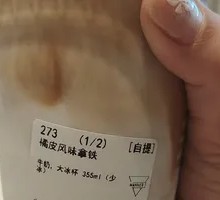 273 (1/2) [自提]
橘皮风味拿铁
牛奶，大冰杯 355ml（少
冰）